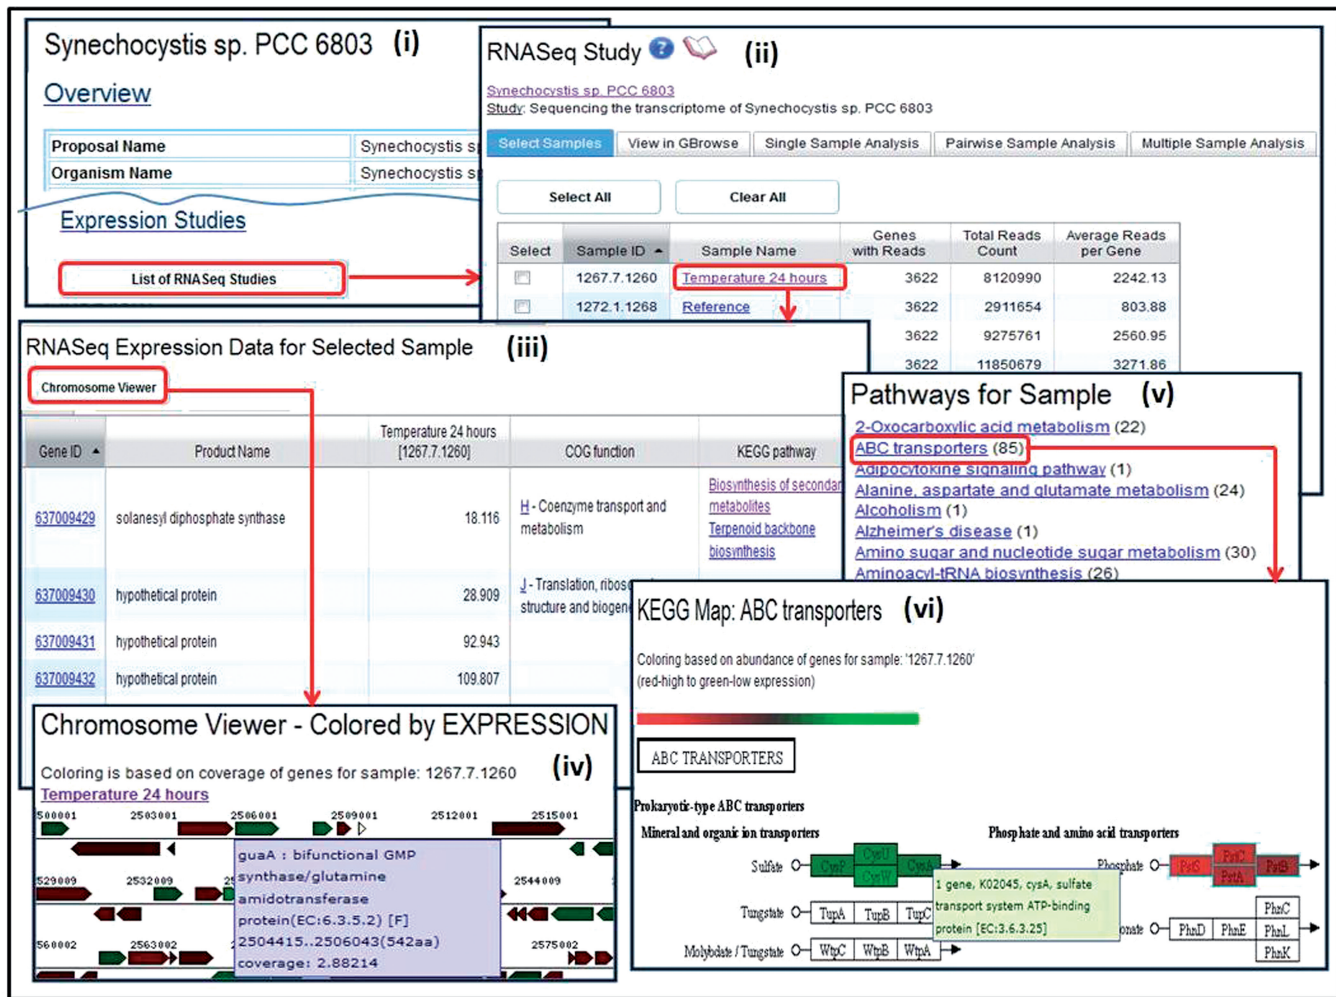 Synechocystis sp. PCC 6803 (i)
Overview
Proposal Name Synechocystis sp
Organism Name Synechocystis sp
Expression Studies
List of RNASeq Studies
RNASeq Study ? (ii)
Synechocystis sp. PCC 6803
Study: Sequencing the transcriptome of Synechocystis sp. PCC 6803
Select Samples View in GBrowse Single Sample Analysis Pairwise Sample Analysis Multiple Sample Analysis
Select All Clear All
Select Sample ID Sample Name Genes with Reads Total Reads Count Average Reads per Gene
1267.7.1260 Temperature 24 hours 3622 8120990 2242.13
1272.1.1268 Reference 3622 2911654 803.88
3622 9275761 2560.95
3622 11850679 3271.86
RNASeq Expression Data for Selected Sample (iii)
Chromosome Viewer
Gene ID Product Name Temperature 24 hours [1267.7.1260] COG function KEGG pathway
637009429 solanesyl diphosphate synthase 18.116 H - Coenzyme transport and metabolism Biosynthesis of secondar metabolites Terpenoid backbone biosynthesis
637009430 hypothetical protein 28.909 J - Translation, riboso structure and biogen
637009431 hypothetical protein 92.943
637009432 hypothetical protein 109.807
Chromosome Viewer - Colored by EXPRESSION
Coloring is based on coverage of genes for sample: 1267.7.1260 (iv)
Temperature 24 hours
500001 2503001 2506001 2509001 2512001 2515001
529009 2532009 2544009
560002 2563002 2575002
guaA : bifunctional GMP
synthase/glutamine
amidotransferase
protein(EC:6.3.5.2) [F]
2504415..2506043(542aa)
coverage: 2.88214
Pathways for Sample (v)
2-Oxocarboxylic acid metabolism (22)
ABC transporters (85)
Adipocytokine signaling pathway (1)
Alanine, aspartate and glutamate metabolism (24)
Alcoholism (1)
Alzheimer's disease (1)
Amino sugar and nucleotide sugar metabolism (30)
Aminoacyl-tRNA biosynthesis (26)
KEGG Map: ABC transporters (vi)
Coloring based on abundance of genes for sample: '1267.7.1260'
(red-high to green-low expression)
ABC TRANSPORTERS
Prokaryotic-type ABC transporters
Mineral and organic ion transporters
Sulfate CysP CysU CysW CysA
Tungstate TupA TupB TupC
Molybdate / Tungstate WtpC WtpB WtpA
1 gene, K02045, cysA, sulfate
transport system ATP-binding
protein [EC:3.6.3.25]
Phosphate and amino acid transporters
Phosphate PstS PstC PstA PstB
onate PhnD PhnE PhnC PhnL PhnK